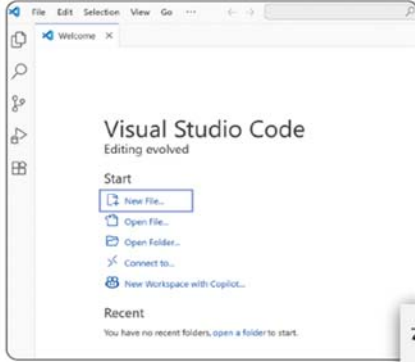 File Edit Selection View Go ...
Welcome
Visual Studio Code
Editing evolved
Start
New File...
Open File...
Open Folder...
Connect to...
New Workspace with Copilot...
Recent
You have no recent folders, open a folder to start.